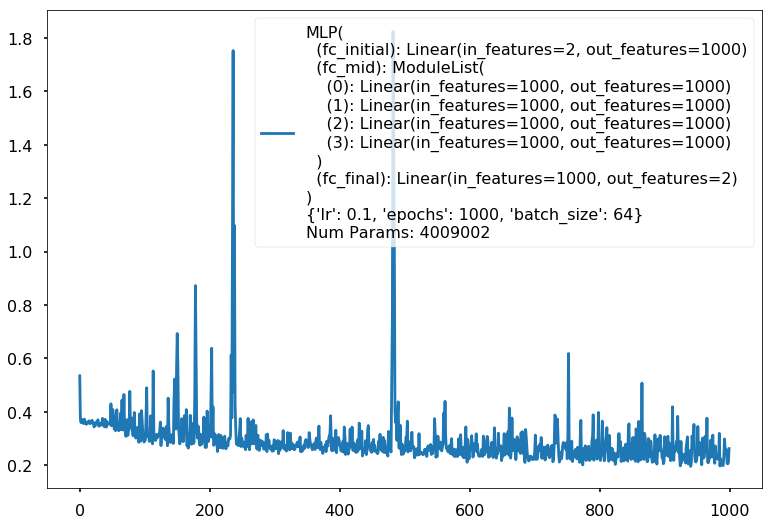 1.8
1.6
1.4
1.2
1.0
0.8
0.6
0.4
0.2
0 200 400 600 800 1000
MLP(
(fc_initial): Linear(in_features=2, out_features=1000)
(fc_mid): ModuleList(
(0): Linear(in_features=1000, out_features=1000)
(1): Linear(in_features=1000, out_features=1000)
(2): Linear(in_features=1000, out_features=1000)
(3): Linear(in_features=1000, out_features=1000)
)
(fc_final): Linear(in_features=1000, out_features=2)
)
{'lr': 0.1, 'epochs': 1000, 'batch_size': 64}
Num Params: 4009002